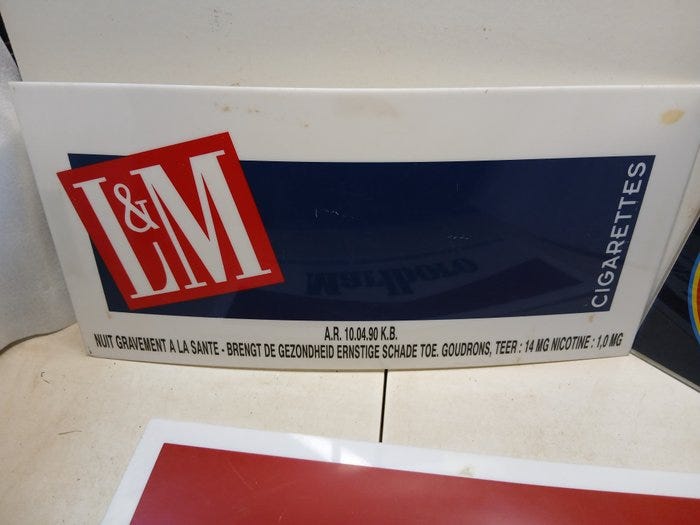 L&M
CIGARETTES
Marlboro
A.R. 10.04.90 K.B.
NUIT GRAVEMENT A LA SANTE - BRENGT DE GEZONDHEID ERNSTIGE SCHADE TOE. GOUDRONS, TEER : 14 MG NICOTINE : 1,0 MG